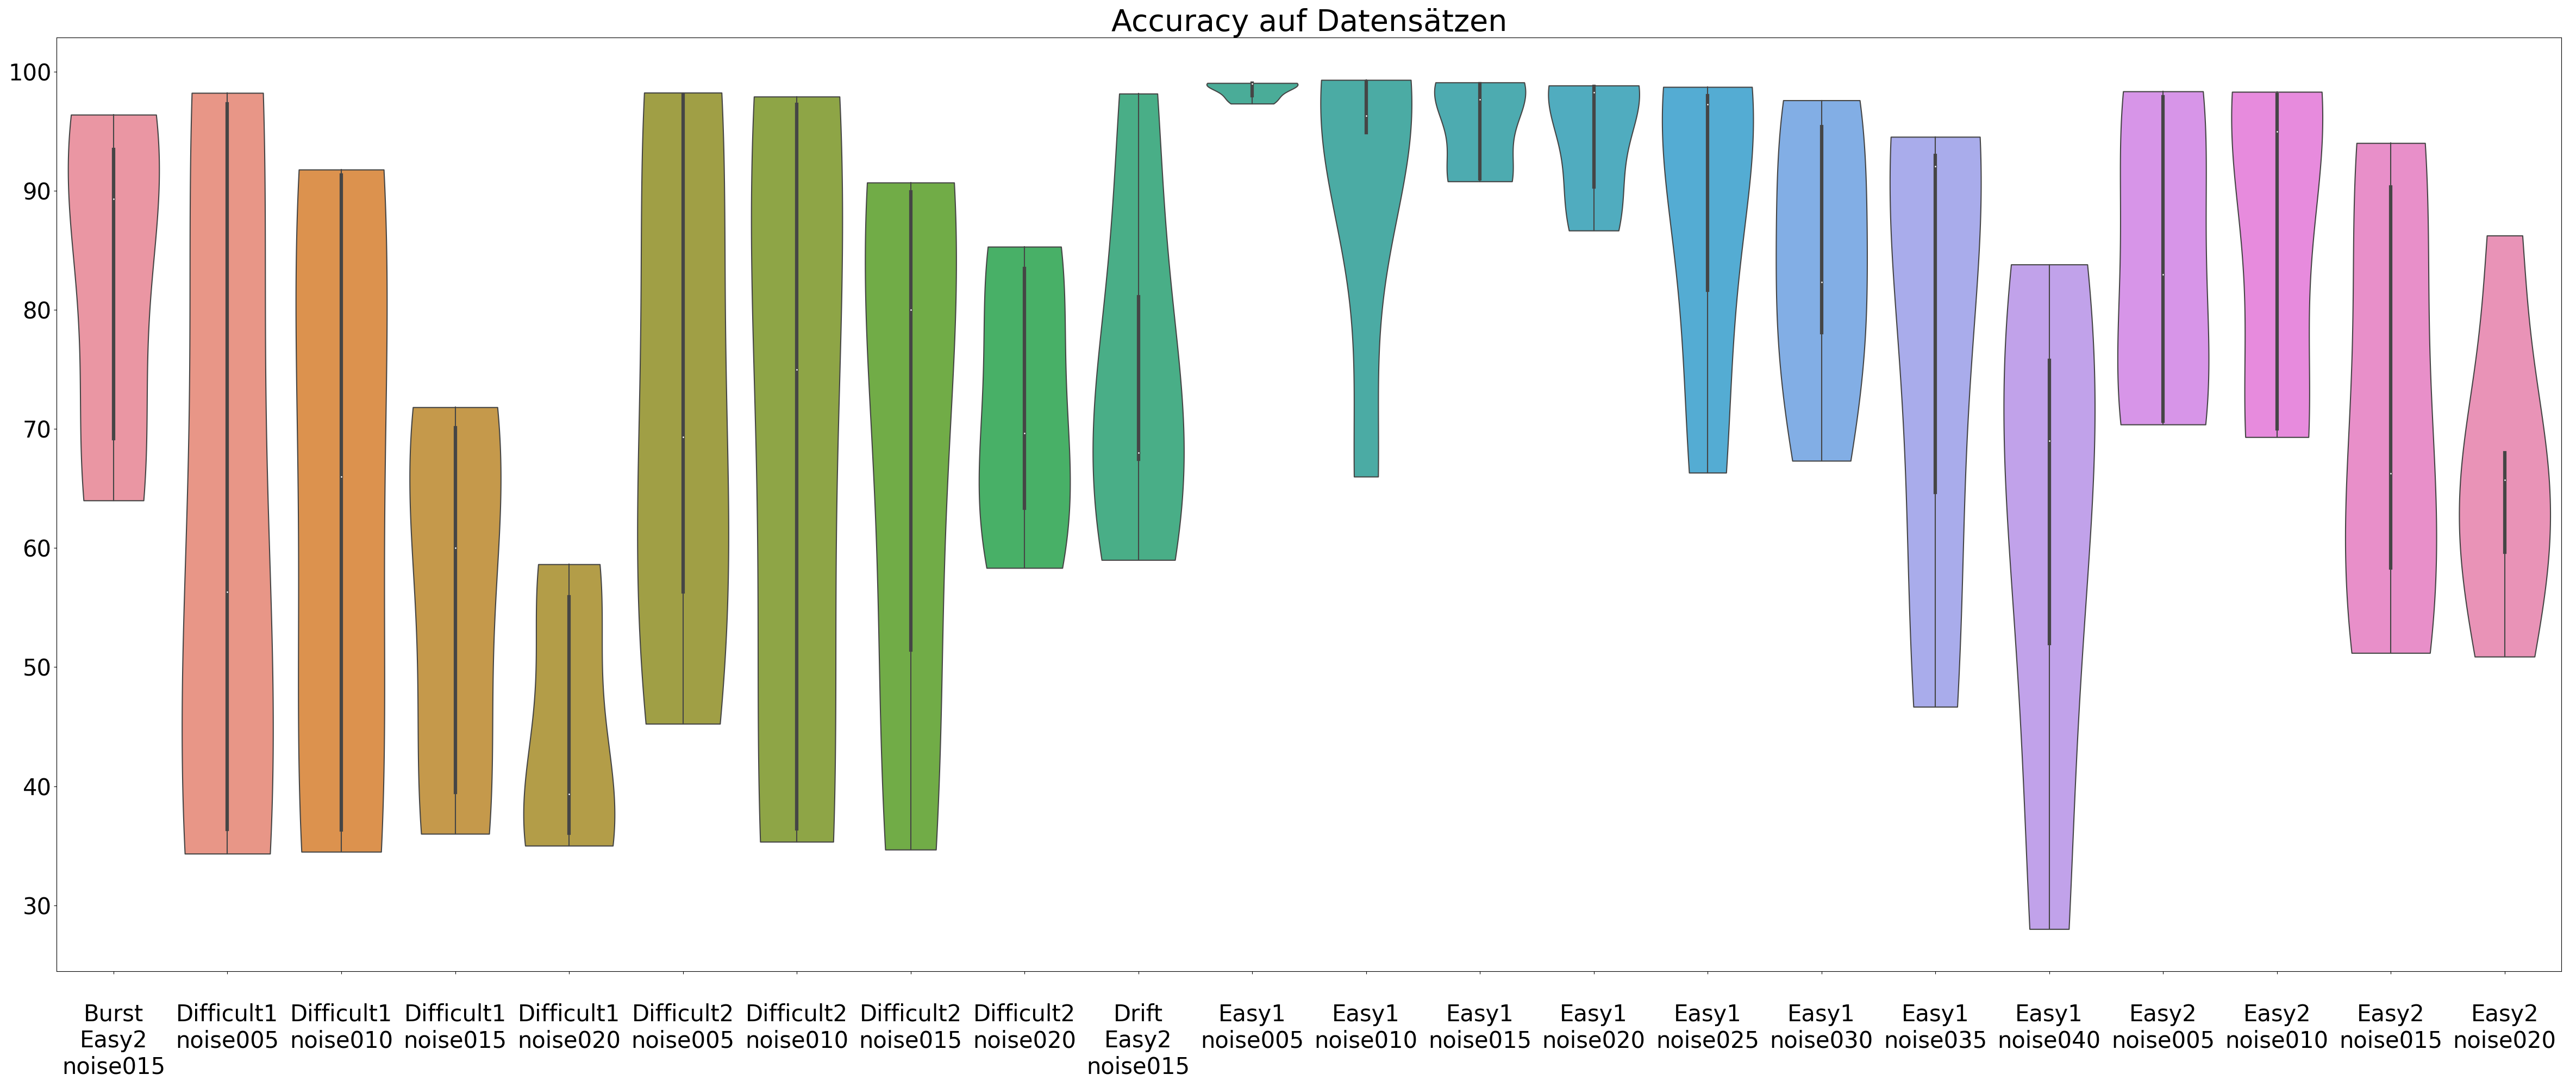 Accuracy auf Datensätzen
100
90
80
70
60
50
40
30
Burst
Easy2
noise015
Difficult1
noise005
Difficult1
noise010
Difficult1
noise015
Difficult1
noise020
Difficult2
noise005
Difficult2
noise010
Difficult2
noise015
Difficult2
noise020
Drift
Easy2
noise015
Easy1
noise005
Easy1
noise010
Easy1
noise015
Easy1
noise020
Easy1
noise025
Easy1
noise030
Easy1
noise035
Easy1
noise040
Easy2
noise005
Easy2
noise010
Easy2
noise015
Easy2
noise020